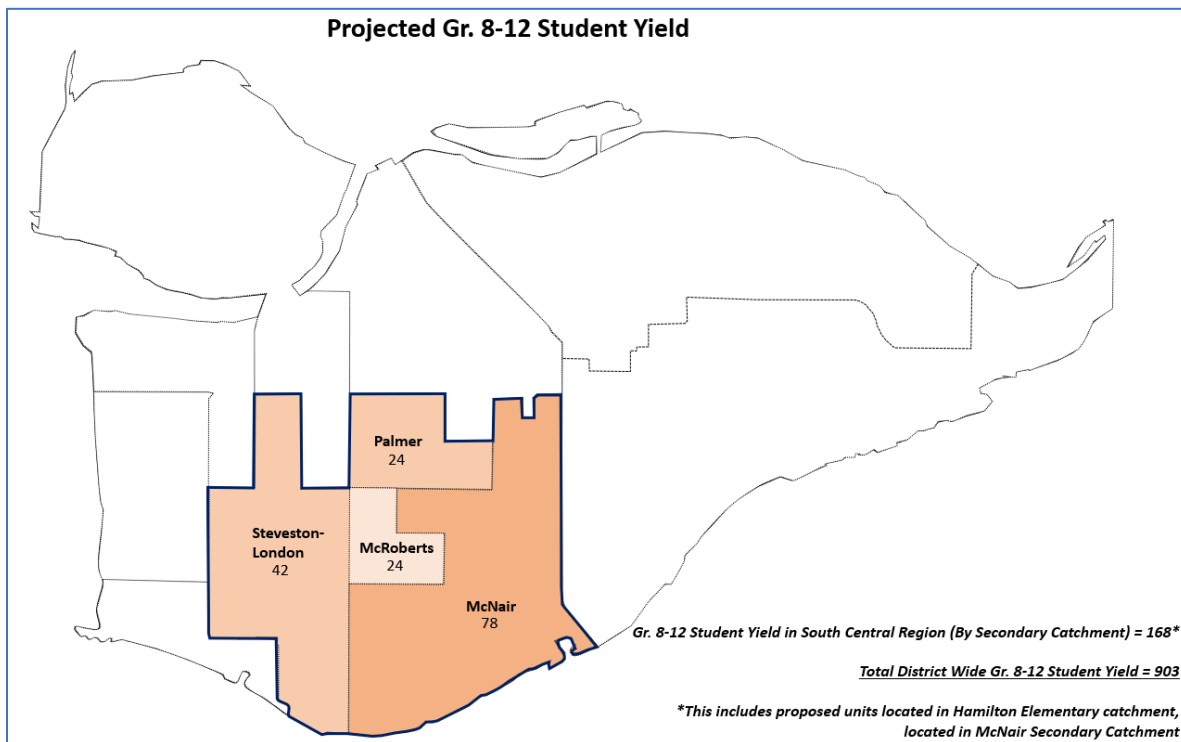 Projected Gr. 8-12 Student Yield
Palmer
24
Steveston-
London
42
McRoberts
24
McNair
78
Gr. 8-12 Student Yield in South Central Region (By Secondary Catchment) = 168*
Total District Wide Gr. 8-12 Student Yield = 903
*This includes proposed units located in Hamilton Elementary catchment,
located in McNair Secondary Catchment